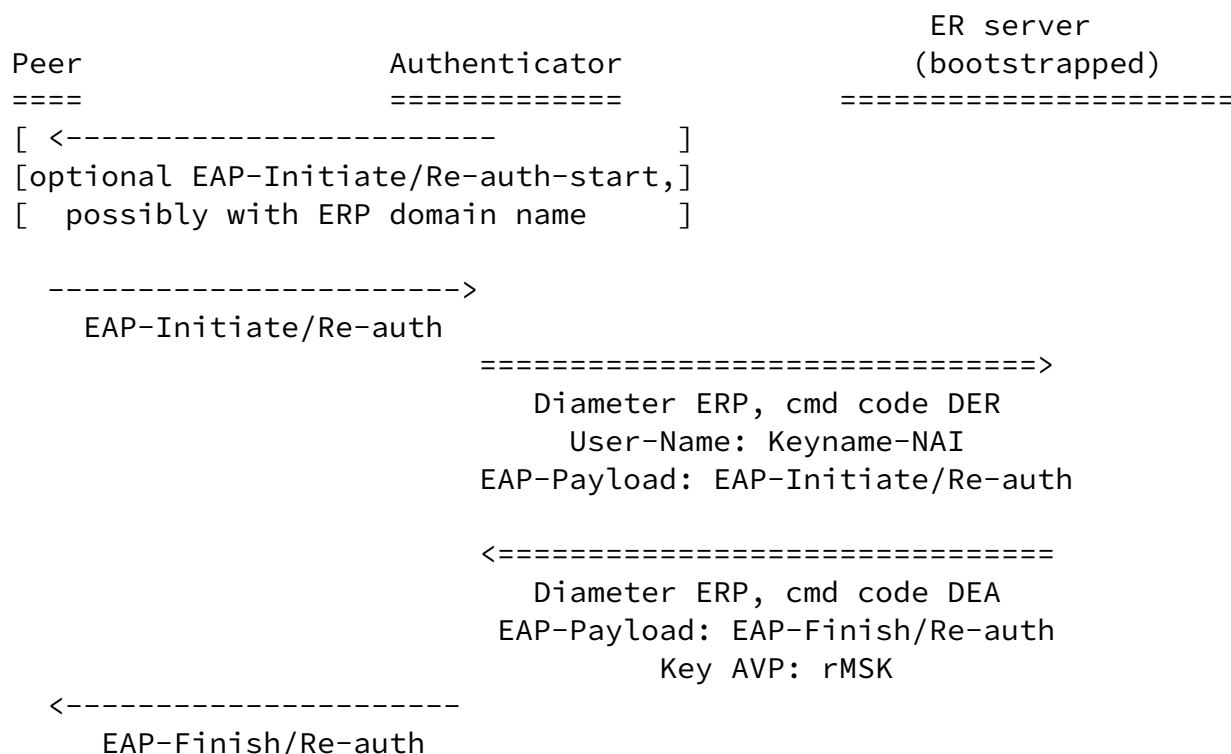 ER server
Peer                 Authenticator                (bootstrapped)
====                 =============            ======================
[ <------------------------          ]
[optional EAP-Initiate/Re-auth-start,]
[  possibly with ERP domain name     ]

  ----------------------->
    EAP-Initiate/Re-auth
                          ===============================>
                             Diameter ERP, cmd code DER
                               User-Name: Keyname-NAI
                          EAP-Payload: EAP-Initiate/Re-auth

                          <===============================
                             Diameter ERP, cmd code DEA
                           EAP-Payload: EAP-Finish/Re-auth
                                    Key AVP: rMSK
  <----------------------
     EAP-Finish/Re-auth